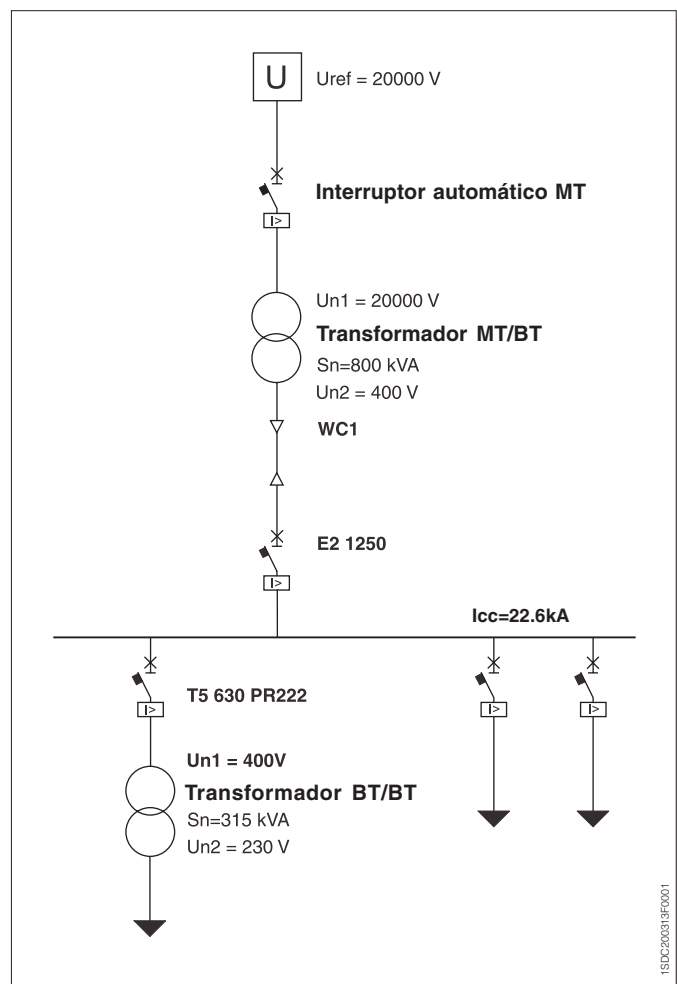 U
Uref = 20000 V
Interruptor automático MT
I>
Un1 = 20000 V
Transformador MT/BT
Sn=800 kVA
Un2 = 400 V
WC1
E2 1250
I>
Icc=22.6kA
T5 630 PR222
I>
I>
I>
Un1 = 400V
Transformador BT/BT
Sn=315 kVA
Un2 = 230 V
1SDC200313F0001